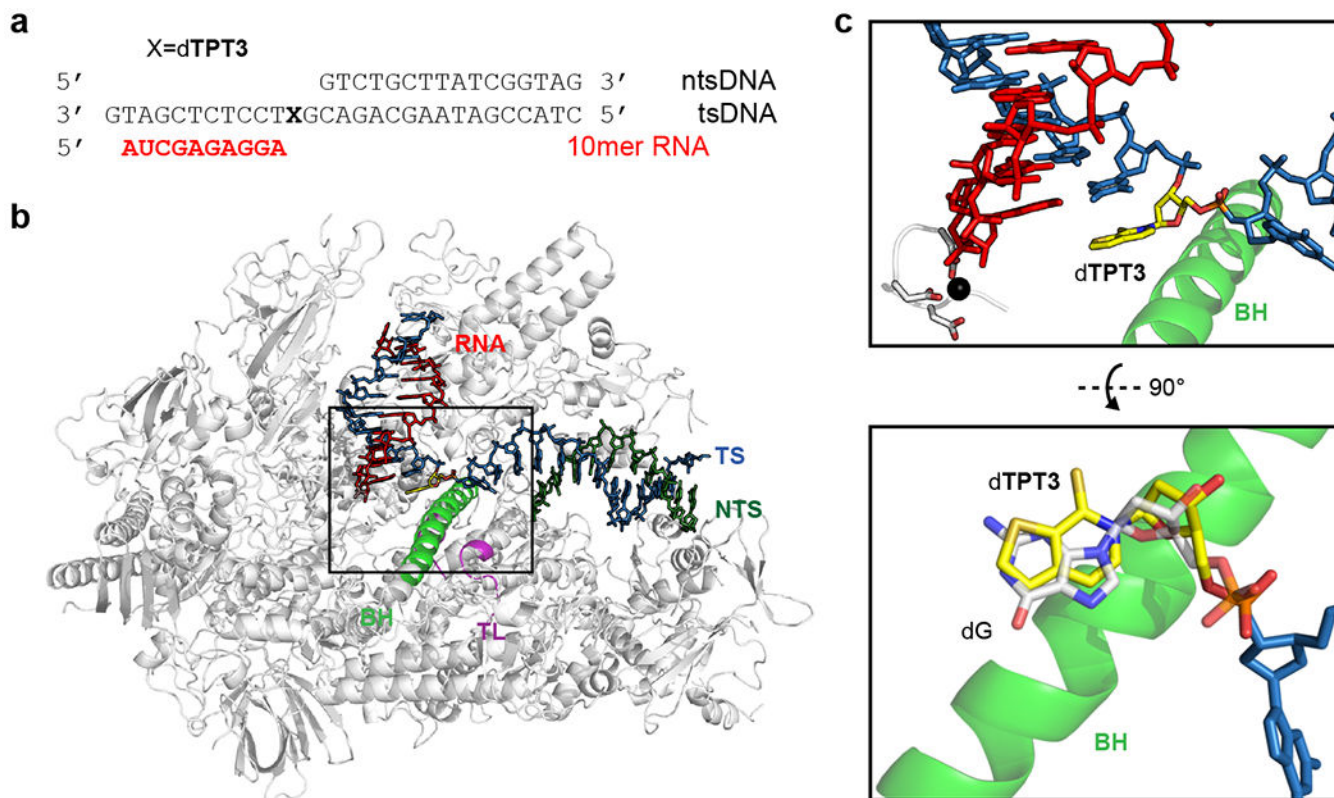 a
X=dTPT3
5′ GTCTGCTTATCGGTAG 3′ ntsDNA
3′ GTAGCTCTCCTXGCAGACGAATAGCCATC 5′ tsDNA
5′ AUCGAGAGGA 10mer RNA
b
RNA
TS
NTS
BH
TL
c
dTPT3
BH
90°
dTPT3
dG
BH